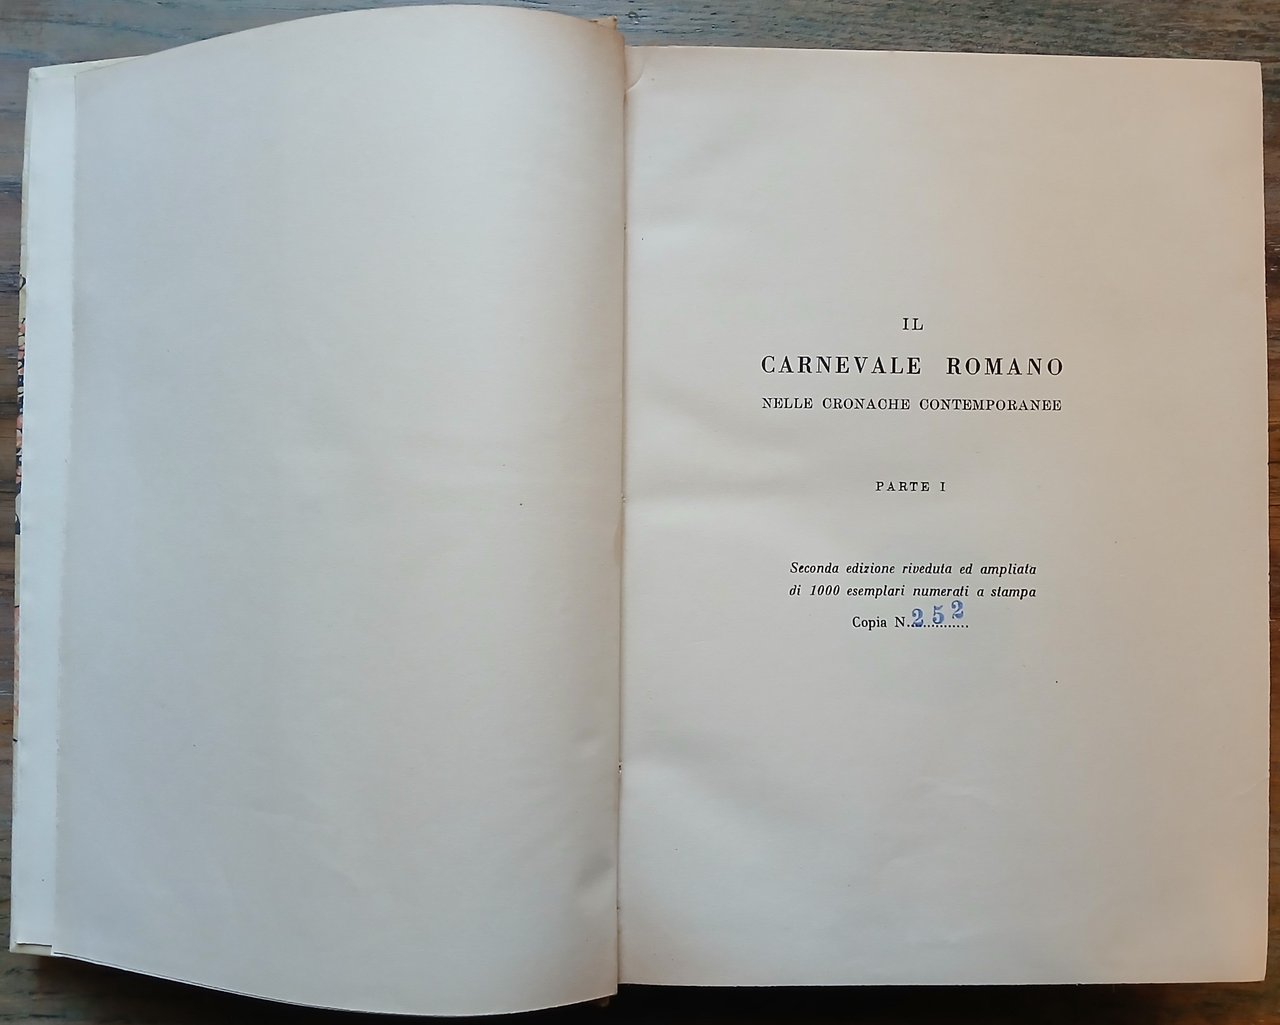 IL
CARNEVALE ROMANO
NELLE CRONACHE CONTEMPORANEE
PARTE I
Seconda edizione riveduta ed ampliata
di 1000 esemplari numerati a stampa
Copia N. 252